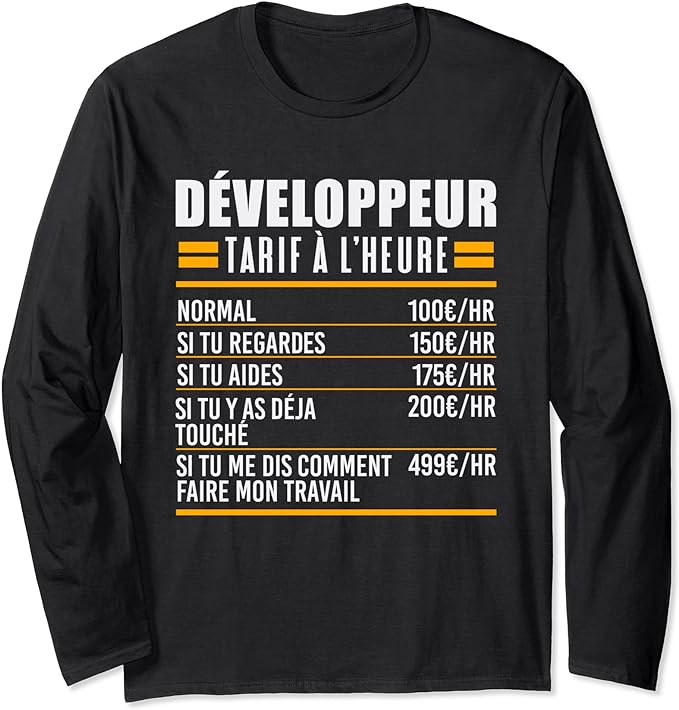 DÉVELOPPEUR
TARIF À L'HEURE
NORMAL 100€/HR
SI TU REGARDES 150€/HR
SI TU AIDES 175€/HR
SI TU Y AS DÉJA 200€/HR
TOUCHÉ
SI TU ME DIS COMMENT 499€/HR
FAIRE MON TRAVAIL